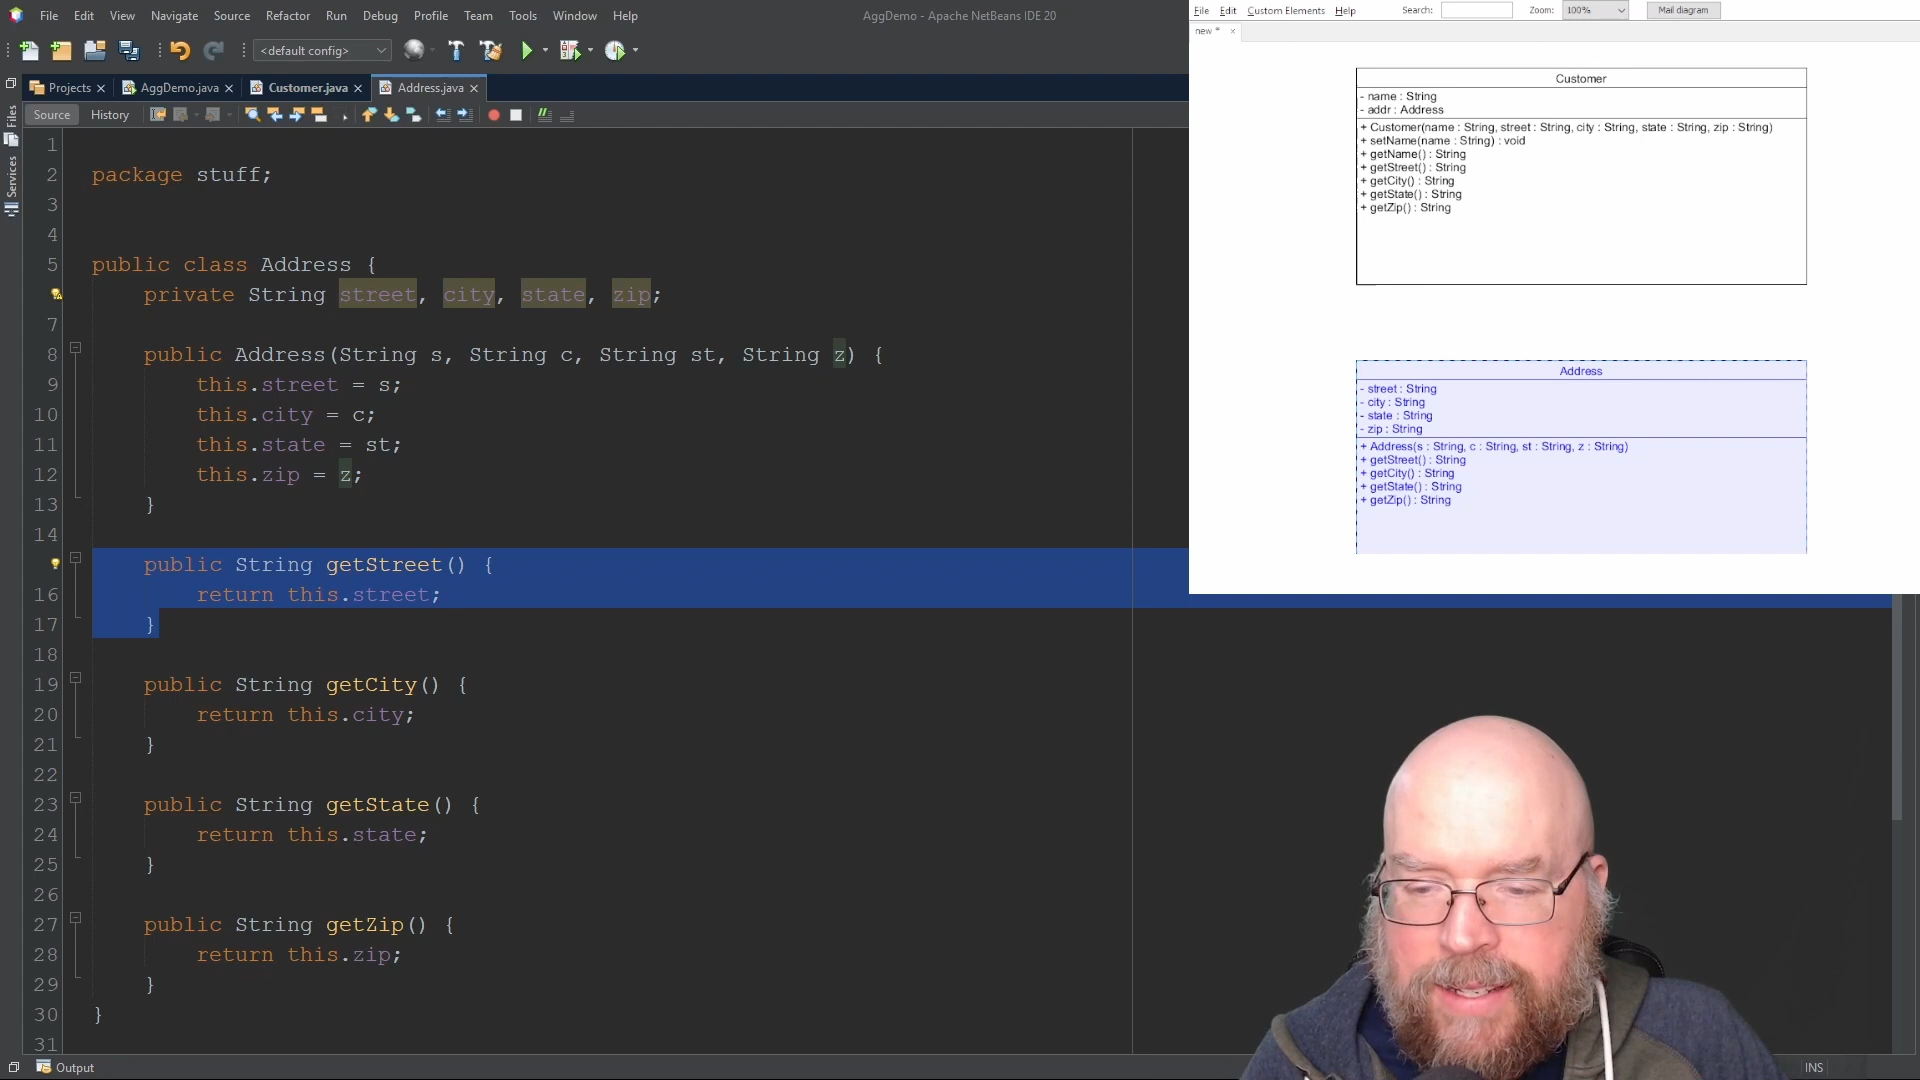 File Edit View Navigate Source Refactor Run Debug Profile Team Tools Window Help
AggDemo - Apache NetBeans IDE 20
<default config>
Projects AggDemo.java Customer.java Address.java
Source History
Files
Services
1
2 package stuff;
3
4
5 public class Address {
private String street, city, state, zip;
7
8 public Address(String s, String c, String st, String z) {
9 this.street = s;
10 this.city = c;
11 this.state = st;
12 this.zip = z;
13 }
14
public String getStreet() {
16 return this.street;
17 }
18
19 public String getCity() {
20 return this.city;
21 }
22
23 public String getState() {
24 return this.state;
25 }
26
27 public String getZip() {
28 return this.zip;
29 }
30 }
31
Output
INS
File Edit Custom Elements Help Search: Zoom: 100% Mail diagram
new *
Customer
- name : String
- addr : Address
+ Customer(name : String, street : String, city : String, state : String, zip : String)
+ setName(name : String) : void
+ getName() : String
+ getStreet() : String
+ getCity() : String
+ getState() : String
+ getZip() : String
Address
- street : String
- city : String
- state : String
- zip : String
+ Address(s : String, c : String, st : String, z : String)
+ getStreet() : String
+ getCity() : String
+ getState() : String
+ getZip() : String